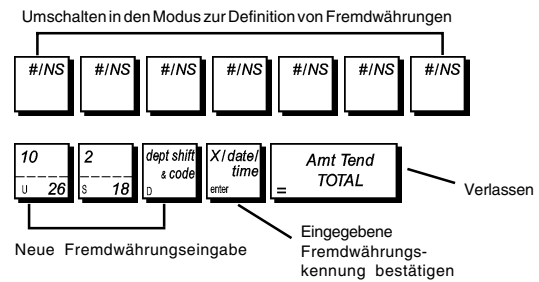 Umschalten in den Modus zur Definition von Fremdwährungen
#/NS #/NS #/NS #/NS #/NS #/NS #/NS
10 2 dept shift X/date/ Amt Tend
& code time TOTAL
U 26 S 18 D enter =
Verlassen
Neue Fremdwährungseingabe
Eingegebene
Fremdwährungs-
kennung bestätigen